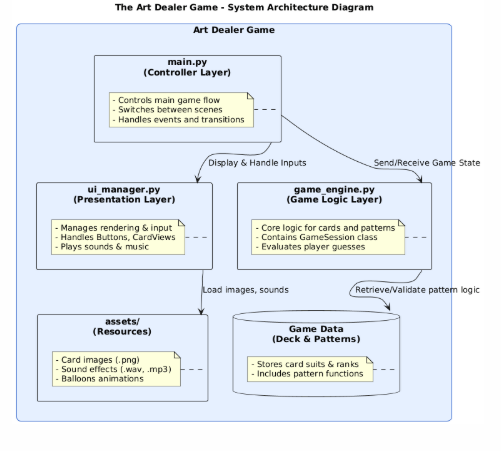 The Art Dealer Game - System Architecture Diagram
Art Dealer Game
main.py
(Controller Layer)
- Controls main game flow
- Switches between scenes
- Handles events and transitions
Display & Handle Inputs
Send/Receive Game State
ui_manager.py
(Presentation Layer)
- Manages rendering & input
- Handles Buttons, CardViews
- Plays sounds & music
game_engine.py
(Game Logic Layer)
- Core logic for cards and patterns
- Contains GameSession class
- Evaluates player guesses
Load images, sounds
Retrieve/Validate pattern logic
assets/
(Resources)
- Card images (.png)
- Sound effects (.wav, .mp3)
- Balloons animations
Game Data
(Deck & Patterns)
- Stores card suits & ranks
- Includes pattern functions